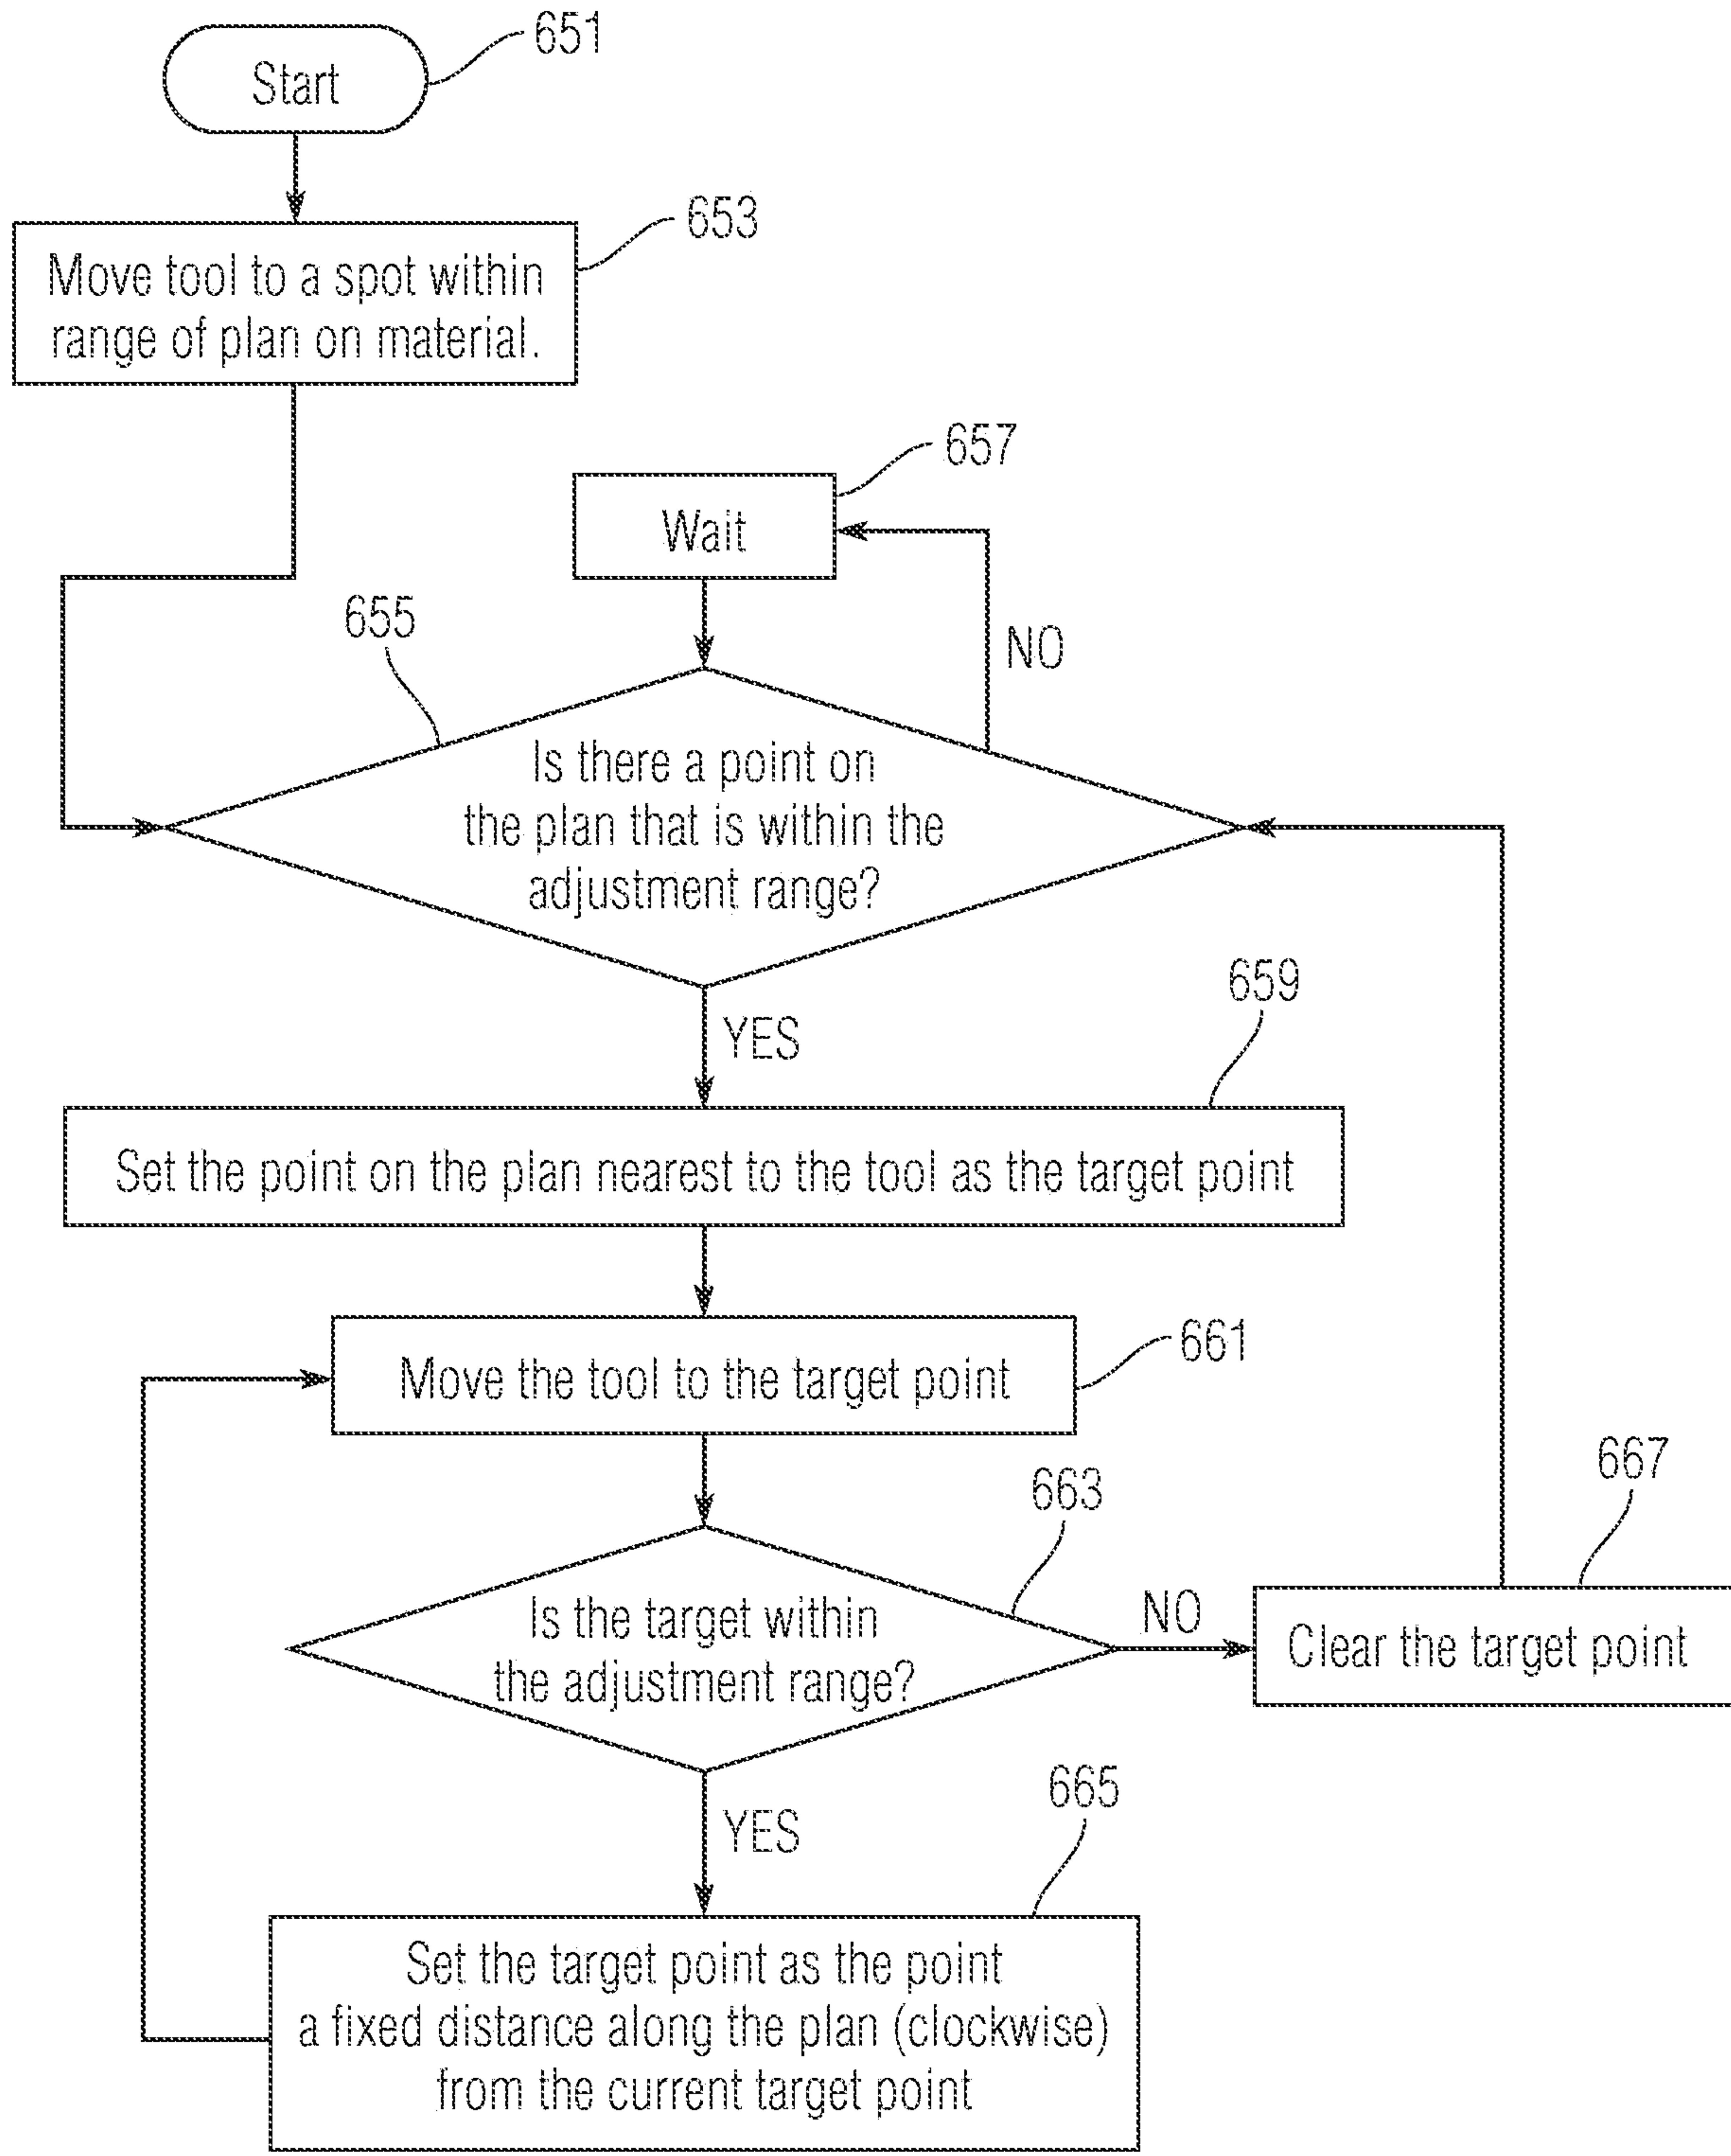 651
Start
653
Move tool to a spot within
range of plan on material.
657
Wait
655
NO
Is there a point on
the plan that is within the
adjustment range?
659
YES
Set the point on the plan nearest to the tool as the target point
661
Move the tool to the target point
667
663
NO
Is the target within
the adjustment range?
Clear the target point
665
YES
Set the target point as the point
a fixed distance along the plan (clockwise)
from the current target point